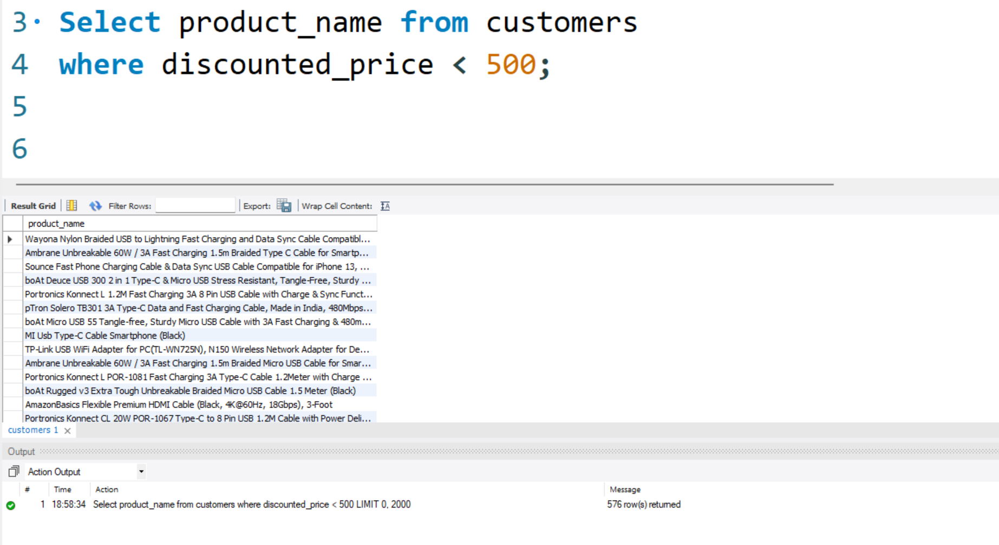 3 Select product_name from customers
4 where discounted_price < 500;
5
6
Result Grid Filter Rows: Export: Wrap Cell Content:
product_name
Wayona Nylon Braided USB to Lightning Fast Charging and Data Sync Cable Compatibl...
Ambrane Unbreakable 60W / 3A Fast Charging 1.5m Braided Type C Cable for Smartp...
Sounce Fast Phone Charging Cable & Data Sync USB Cable Compatible for iPhone 13, ...
boAt Deuce USB 300 2 in 1 Type-C & Micro USB Stress Resistant, Tangle-Free, Sturdy ...
Portronics Konnect L 1.2M Fast Charging 3A 8 Pin USB Cable with Charge & Sync Funct...
pTron Solero TB301 3A Type-C Data and Fast Charging Cable, Made in India, 480Mbps...
boAt Micro USB 55 Tangle-free, Sturdy Micro USB Cable with 3A Fast Charging & 480m...
MI Usb Type-C Cable Smartphone (Black)
TP-Link USB WiFi Adapter for PC(TL-WN725N), N150 Wireless Network Adapter for De...
Ambrane Unbreakable 60W / 3A Fast Charging 1.5m Braided Micro USB Cable for Smar...
Portronics Konnect L POR-1081 Fast Charging 3A Type-C Cable 1.2Meter with Charge ...
boAt Rugged v3 Extra Tough Unbreakable Braided Micro USB Cable 1.5 Meter (Black)
AmazonBasics Flexible Premium HDMI Cable (Black, 4K@60Hz, 18Gbps), 3-Foot
Portronics Konnect CL 20W POR-1067 Type-C to 8 Pin USB 1.2M Cable with Power Deli...
customers 1
Output
Action Output
# Time Action Message
1 18:58:34 Select product_name from customers where discounted_price < 500 LIMIT 0, 2000 576 row(s) returned